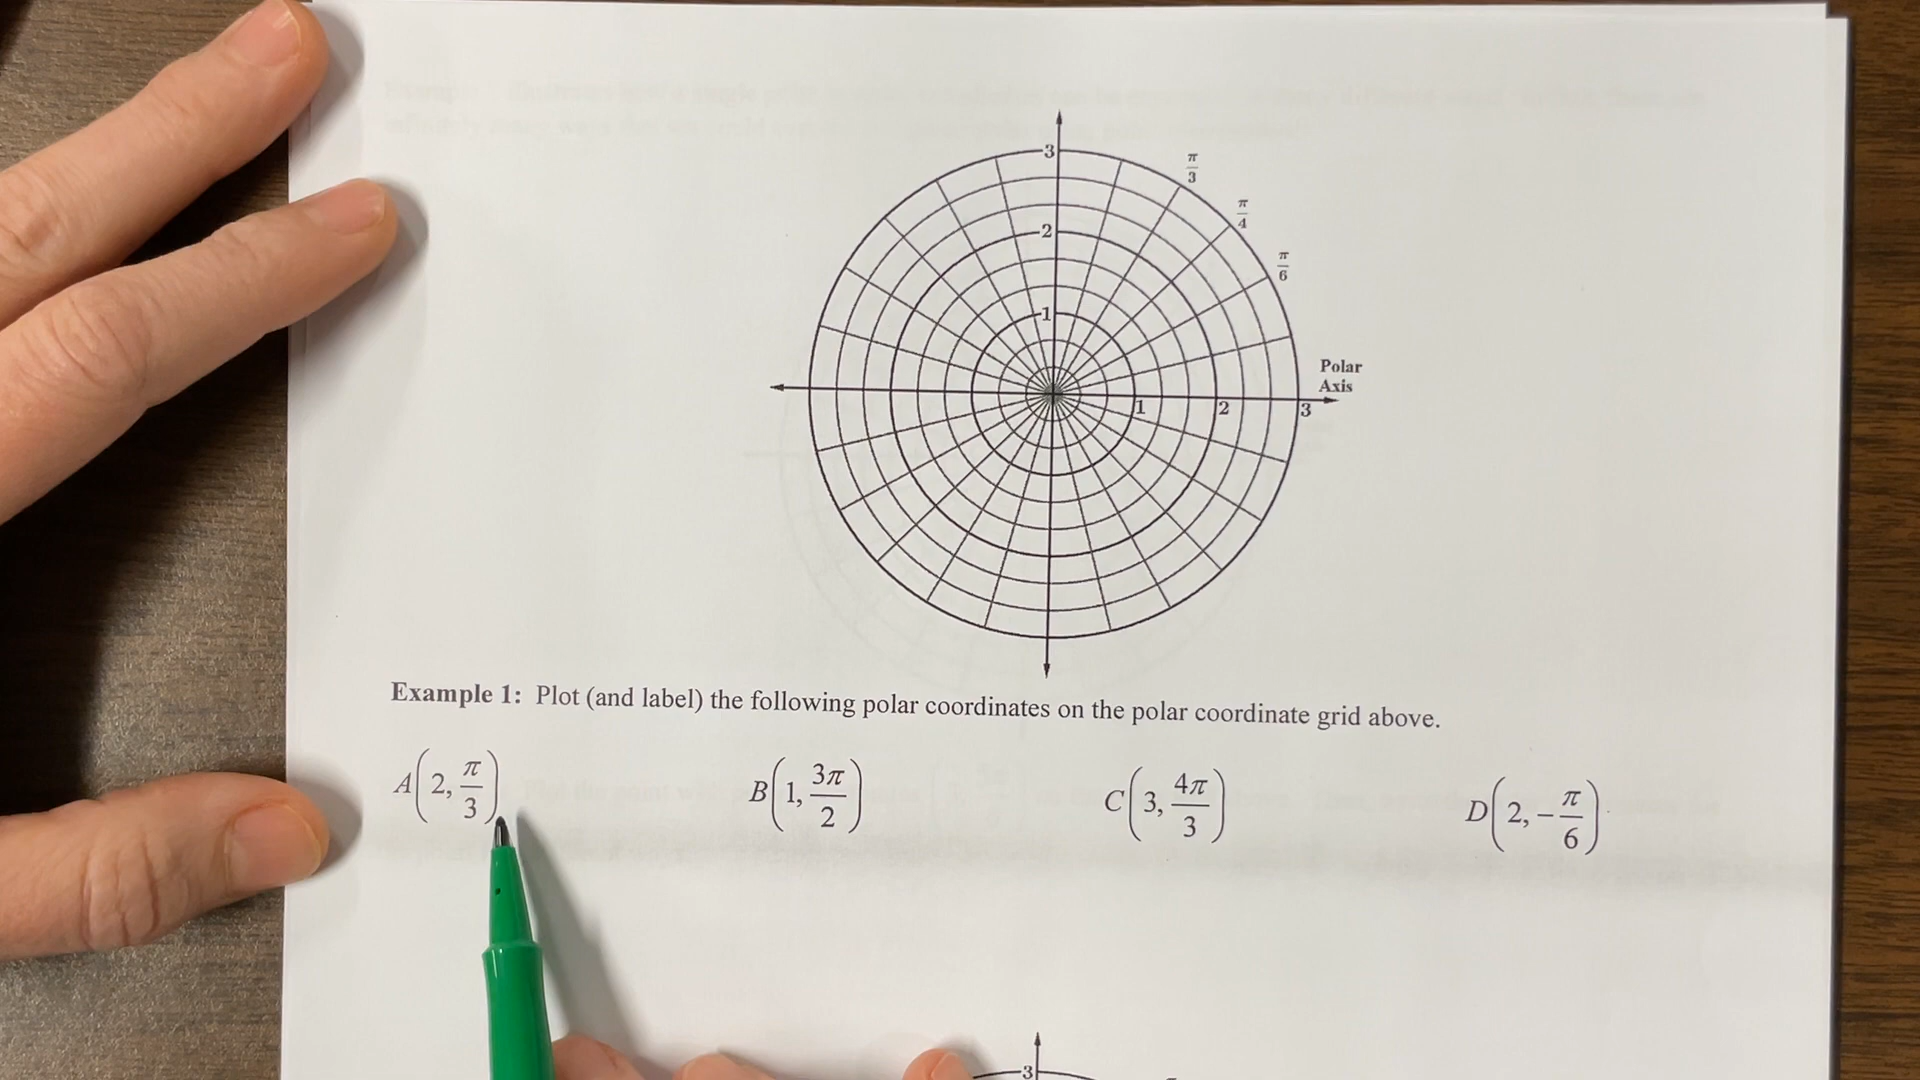 3
π/3
π/4
2
π/6
1
Polar
Axis
1 2 3
Example 1: Plot (and label) the following polar coordinates on the polar coordinate grid above.
A(2, π/3) B(1, 3π/2) C(3, 4π/3) D(2, −π/6)
3